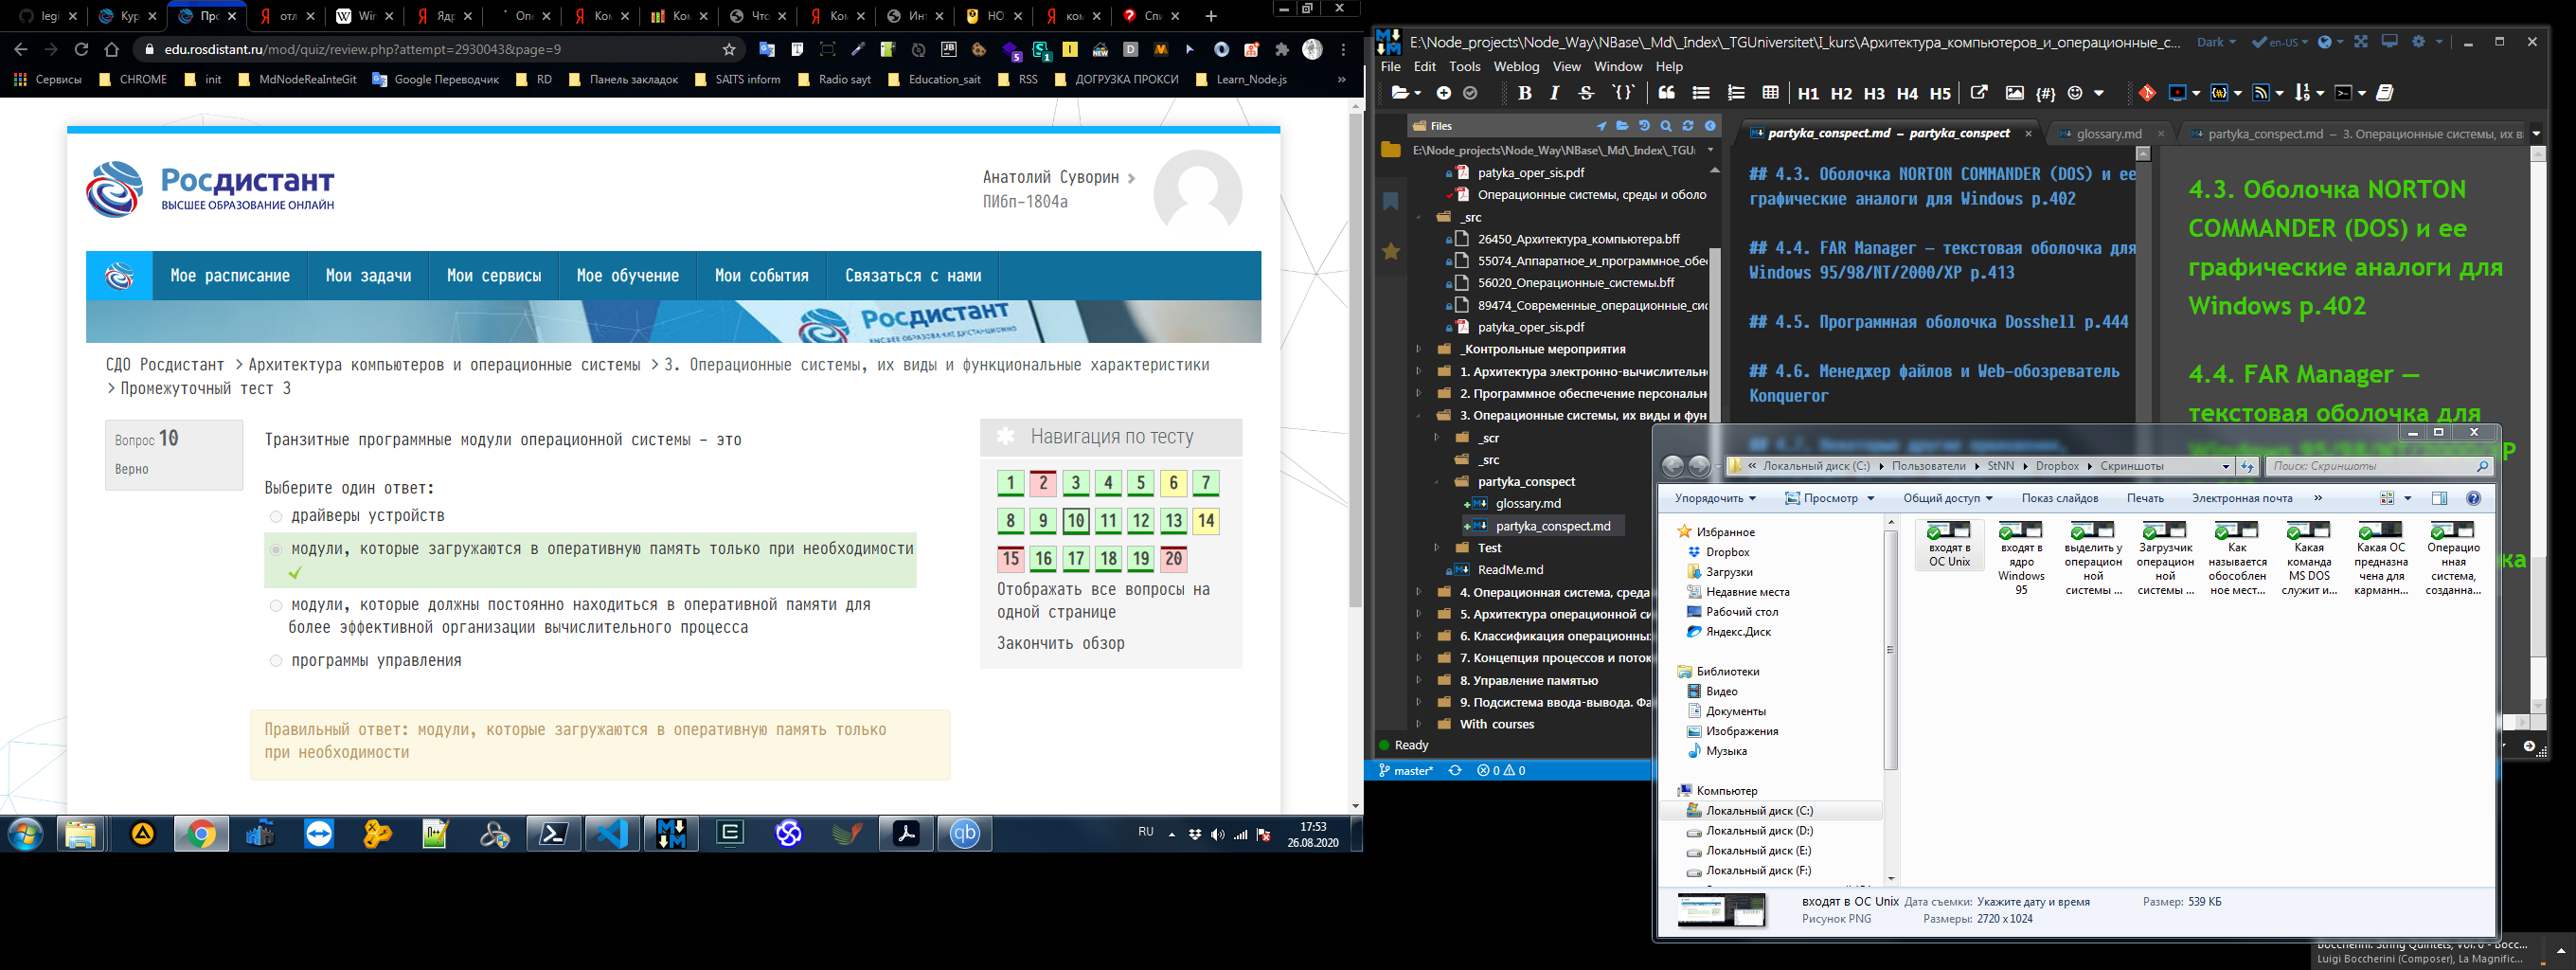 legi
Кур
Про
отл
Wir
Ядр
Опе
Ком
Ком
Что
Ком
Инт
НО
ком
Спи
edu.rosdistant.ru/mod/quiz/review.php?attempt=2930043&page=9
Сервисы
CHROME
init
MdNodeReaInteGit
Google Переводчик
RD
Панель закладок
SAITS inform
Radio sayt
Education_sait
RSS
ДОГРУЗКА ПРОКСИ
Learn_Node.js
»
Росдистант
ВЫСШЕЕ ОБРАЗОВАНИЕ ОНЛАЙН
Анатолий Суворин
ПИбп-1804а
Мое расписание
Мои задачи
Мои сервисы
Мое обучение
Мои события
Связаться с нами
Росдистант
СДО Росдистант > Архитектура компьютеров и операционные системы > 3. Операционные системы, их виды и функциональные характеристики
> Промежуточный тест 3
Вопрос 10
Верно
Транзитные программные модули операционной системы - это
Выберите один ответ:
драйверы устройств
модули, которые загружаются в оперативную память только при необходимости
модули, которые должны постоянно находиться в оперативной памяти для
более эффективной организации вычислительного процесса
программы управления
Правильный ответ: модули, которые загружаются в оперативную память только
при необходимости
Навигация по тесту
1 2 3 4 5 6 7
8 9 10 11 12 13 14
15 16 17 18 19 20
Отображать все вопросы на
одной странице
Закончить обзор
RU
17:53
26.08.2020
E:\Node_projects\Node_Way\NBase\_Md\_Index\_TGUniversitet\I_kurs\Архитектура_компьютеров_и_операционные_с...
Dark
en-US
File Edit Tools Weblog View Window Help
B I S H1 H2 H3 H4 H5 {#}
Files
E:\Node_projects\Node_Way\NBase\_Md\_Index\_TGU
patyka_oper_sis.pdf
Операционные системы, среды и оболо
_src
26450_Архитектура_компьютера.bff
55074_Аппаратное_и_программное_обес
56020_Операционные_системы.bff
89474_Современные_операционные_сис
patyka_oper_sis.pdf
_Контрольные мероприятия
1. Архитектура электронно-вычислительн
2. Программное обеспечение персональн
3. Операционные системы, их виды и фун
_scr
_src
partyka_conspect
glossary.md
partyka_conspect.md
Test
ReadMe.md
4. Операционная система, среда
5. Архитектура операционной си
6. Классификация операционных
7. Концепция процессов и поток
8. Управление памятью
9. Подсистема ввода-вывода. Фа
With courses
Ready
master*
0 0
partyka_conspect.md – partyka_conspect
glossary.md
partyka_conspect.md – 3. Операционные системы, их в
## 4.3. Оболочка NORTON COMMANDER (DOS) и ее
графические аналоги для Windows p.402
## 4.4. FAR Manager — текстовая оболочка для
Windows 95/98/NT/2000/XP p.413
## 4.5. Программная оболочка Dosshell p.444
## 4.6. Менеджер файлов и Web-обозреватель
Konqueror
4.3. Оболочка NORTON
COMMANDER (DOS) и ее
графические аналоги для
Windows p.402
4.4. FAR Manager —
текстовая оболочка для
« Локальный диск (C:) Пользователи StNN Dropbox Скриншоты
Поиск: Скриншоты
Упорядочить
Просмотр
Общий доступ
Показ слайдов
Печать
Электронная почта
»
Избранное
Dropbox
Загрузки
Недавние места
Рабочий стол
Яндекс.Диск
Библиотеки
Видео
Документы
Изображения
Музыка
Компьютер
Локальный диск (C:)
Локальный диск (D:)
Локальный диск (E:)
Локальный диск (F:)
входят в
ОС Unix
входят в
ядро
Windows
95
выделить у
операцион
ной
системы ...
Загрузчик
операцион
ной
системы ...
Как
называется
обособлен
ное мест...
Какая
команда
MS DOS
служит и...
Какая ОС
предназна
чена для
карманн...
Операцио
нная
система,
созданна...
входят в ОС Unix
Дата съемки: Укажите дату и время
Размер: 539 КБ
Рисунок PNG
Размеры: 2720 x 1024
Boccherini: String Quintets, Vol. 6 - Bocc...
Luigi Boccherini (Composer), La Magnific...